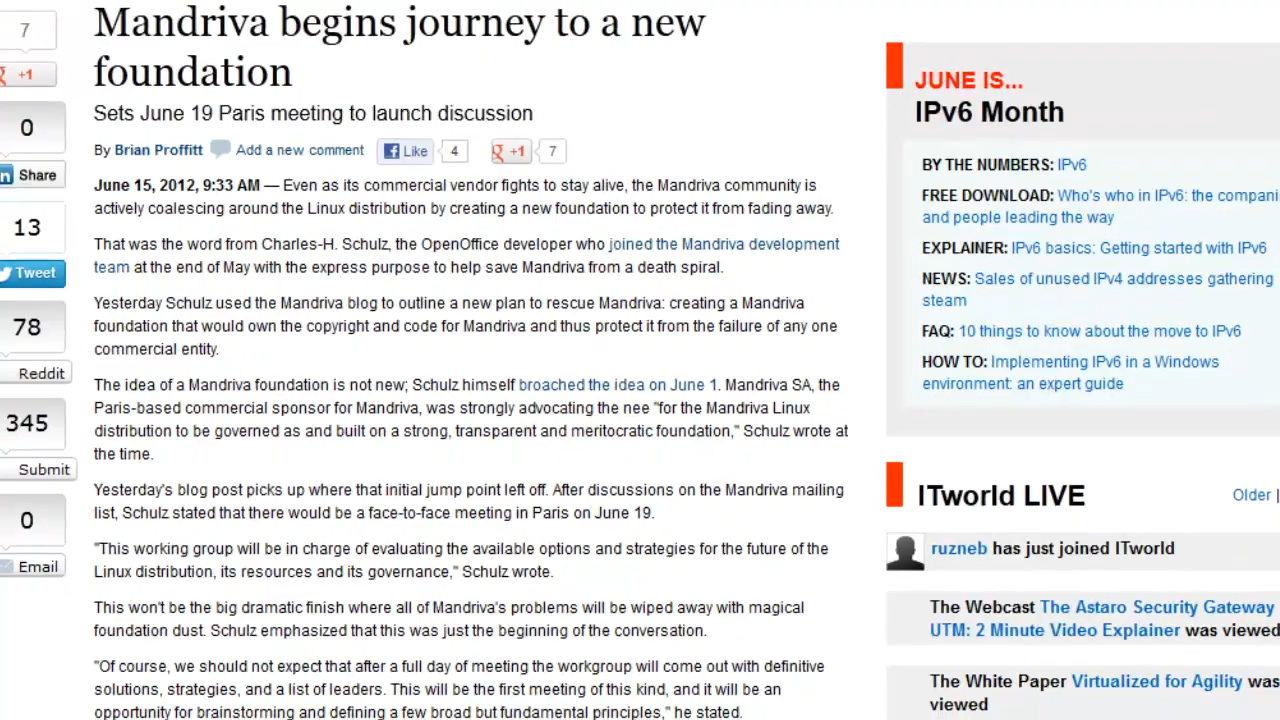 7
+1
0
Share
13
Tweet
78
Reddit
345
Submit
0
Email
Mandriva begins journey to a new
foundation
Sets June 19 Paris meeting to launch discussion
By Brian Proffitt Add a new comment Like 4 +1 7
June 15, 2012, 9:33 AM — Even as its commercial vendor fights to stay alive, the Mandriva community is
actively coalescing around the Linux distribution by creating a new foundation to protect it from fading away.
That was the word from Charles-H. Schulz, the OpenOffice developer who joined the Mandriva development
team at the end of May with the express purpose to help save Mandriva from a death spiral.
Yesterday Schulz used the Mandriva blog to outline a new plan to rescue Mandriva: creating a Mandriva
foundation that would own the copyright and code for Mandriva and thus protect it from the failure of any one
commercial entity.
The idea of a Mandriva foundation is not new; Schulz himself broached the idea on June 1. Mandriva SA, the
Paris-based commercial sponsor for Mandriva, was strongly advocating the nee "for the Mandriva Linux
distribution to be governed as and built on a strong, transparent and meritocratic foundation," Schulz wrote at
the time.
Yesterday's blog post picks up where that initial jump point left off. After discussions on the Mandriva mailing
list, Schulz stated that there would be a face-to-face meeting in Paris on June 19.
"This working group will be in charge of evaluating the available options and strategies for the future of the
Linux distribution, its resources and its governance," Schulz wrote.
This won't be the big dramatic finish where all of Mandriva's problems will be wiped away with magical
foundation dust. Schulz emphasized that this was just the beginning of the conversation.
"Of course, we should not expect that after a full day of meeting the workgroup will come out with definitive
solutions, strategies, and a list of leaders. This will be the first meeting of this kind, and it will be an
opportunity for brainstorming and defining a few broad but fundamental principles," he stated.
JUNE IS...
IPv6 Month
BY THE NUMBERS: IPv6
FREE DOWNLOAD: Who's who in IPv6: the compani
and people leading the way
EXPLAINER: IPv6 basics: Getting started with IPv6
NEWS: Sales of unused IPv4 addresses gathering
steam
FAQ: 10 things to know about the move to IPv6
HOW TO: Implementing IPv6 in a Windows
environment: an expert guide
ITworld LIVE Older |
ruzneb has just joined ITworld
The Webcast The Astaro Security Gateway
UTM: 2 Minute Video Explainer was viewed
The White Paper Virtualized for Agility was
viewed